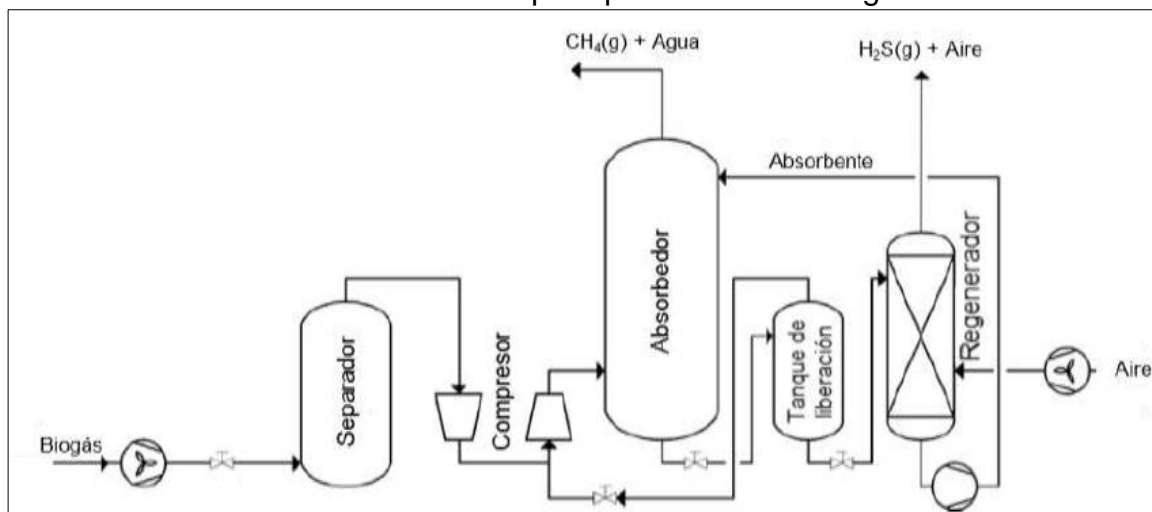 CH₄(g) + Agua
H₂S(g) + Aire
Absorbente
Absorbedor
Regenerador
Separador
Compresor
Tanque de
liberación
Aire
Biogás